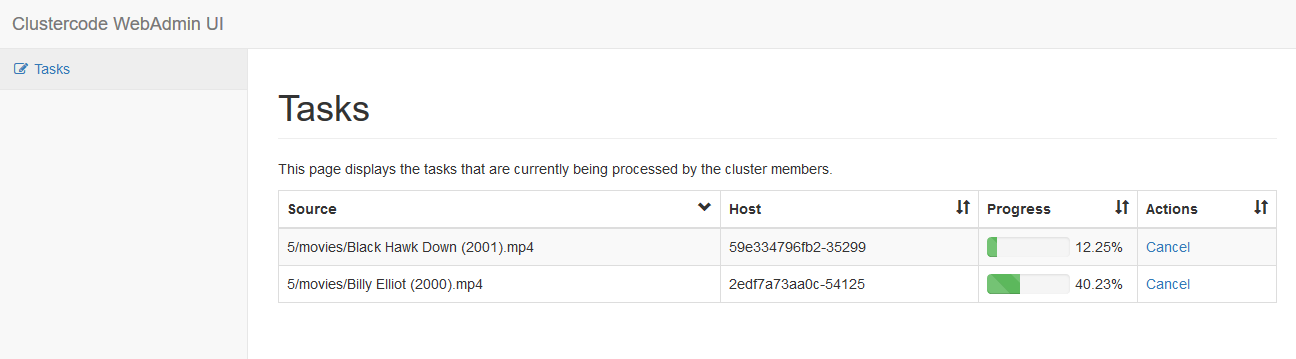 Clustercode WebAdmin UI
Tasks
Tasks
This page displays the tasks that are currently being processed by the cluster members.
Source Host Progress Actions
5/movies/Black Hawk Down (2001).mp4 59e334796fb2-35299 12.25% Cancel
5/movies/Billy Elliot (2000).mp4 2edf7a73aa0c-54125 40.23% Cancel